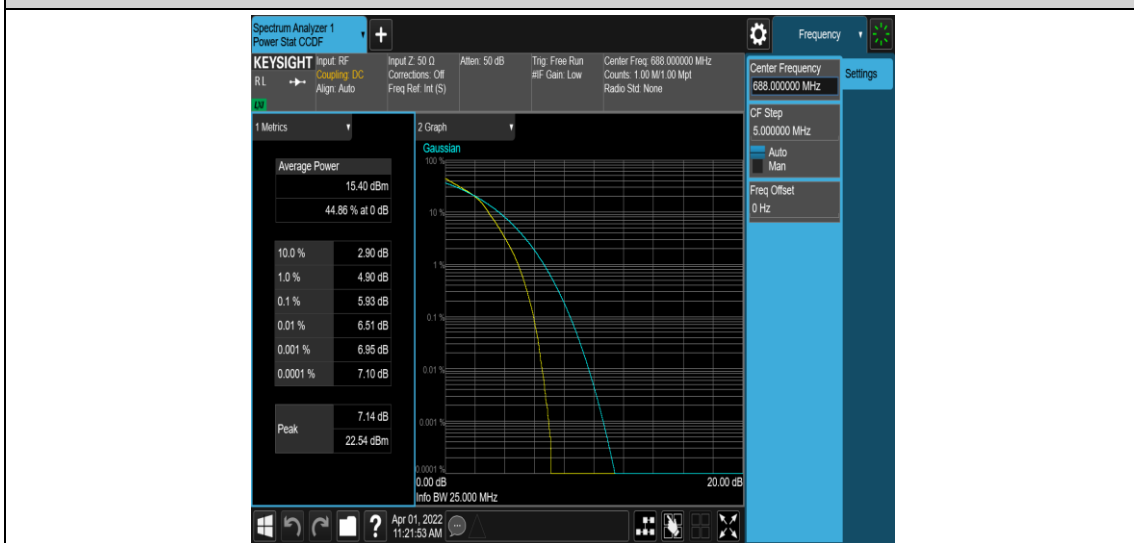 Spectrum Analyzer 1
Power Stat CCDF
+
Frequency
KEYSIGHT
RL
LXI
Input: RF
Coupling: DC
Align: Auto
Input Z: 50 Ω
Corrections: Off
Freq Ref: Int (S)
Atten: 50 dB
Trig: Free Run
#IF Gain: Low
Center Freq: 688.000000 MHz
Counts: 1.00 M/1.00 Mpt
Radio Std: None
Center Frequency
688.000000 MHz
Settings
CF Step
5.000000 MHz
Auto
Man
Freq Offset
0 Hz
1 Metrics
Average Power
15.40 dBm
44.86 % at 0 dB
10.0 % 2.90 dB
1.0 % 4.90 dB
0.1 % 5.93 dB
0.01 % 6.51 dB
0.001 % 6.95 dB
0.0001 % 7.10 dB
Peak
7.14 dB
22.54 dBm
2 Graph
Gaussian
100 %
10 %
1 %
0.1 %
0.01 %
0.001 %
0.0001 %
0.00 dB 20.00 dB
Info BW 25.000 MHz
?
Apr 01, 2022
11:21:53 AM